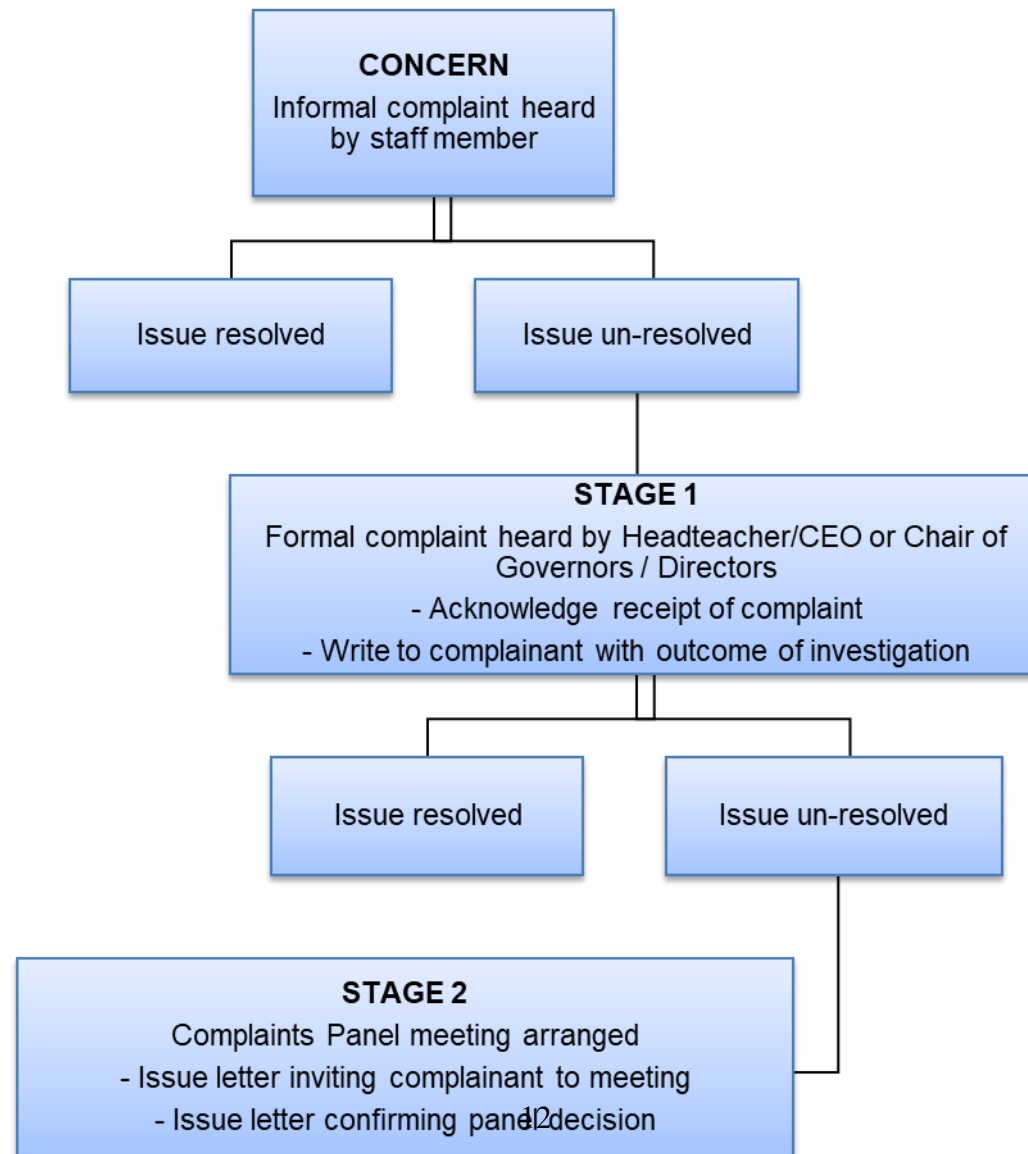 CONCERN
Informal complaint heard
by staff member
Issue resolved
Issue un-resolved
STAGE 1
Formal complaint heard by Headteacher/CEO or Chair of
Governors / Directors
- Acknowledge receipt of complaint
- Write to complainant with outcome of investigation
Issue resolved
Issue un-resolved
STAGE 2
Complaints Panel meeting arranged
- Issue letter inviting complainant to meeting
- Issue letter confirming panel decision
12